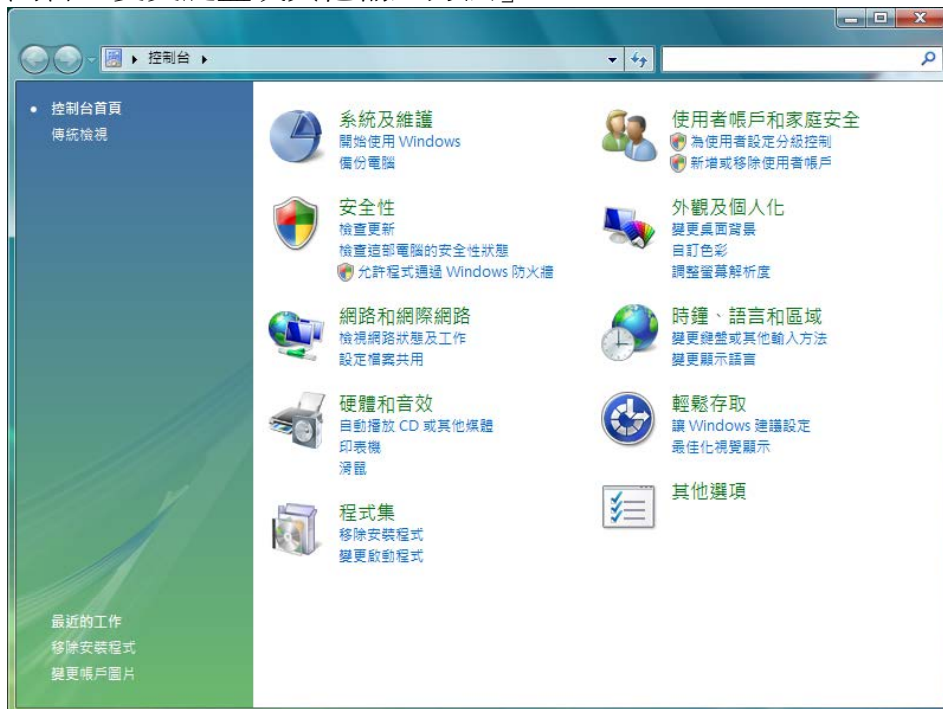 控制台
控制台首頁
傳統檢視
系統及維護
開始使用 Windows
備份電腦
安全性
檢查更新
檢查這部電腦的安全性狀態
允許程式通過 Windows 防火牆
網路和網際網路
檢視網路狀態及工作
設定檔案共用
硬體和音效
自動播放 CD 或其他媒體
印表機
滑鼠
程式集
移除安裝程式
變更啟動程式
使用者帳戶和家庭安全
為使用者設定分級控制
新增或移除使用者帳戶
外觀及個人化
變更桌面背景
自訂色彩
調整螢幕解析度
時鐘、語言和區域
變更鍵盤或其他輸入方法
變更顯示語言
輕鬆存取
讓 Windows 建議設定
最佳化視覺顯示
其他選項
最近的工作
移除安裝程式
變更帳戶圖片